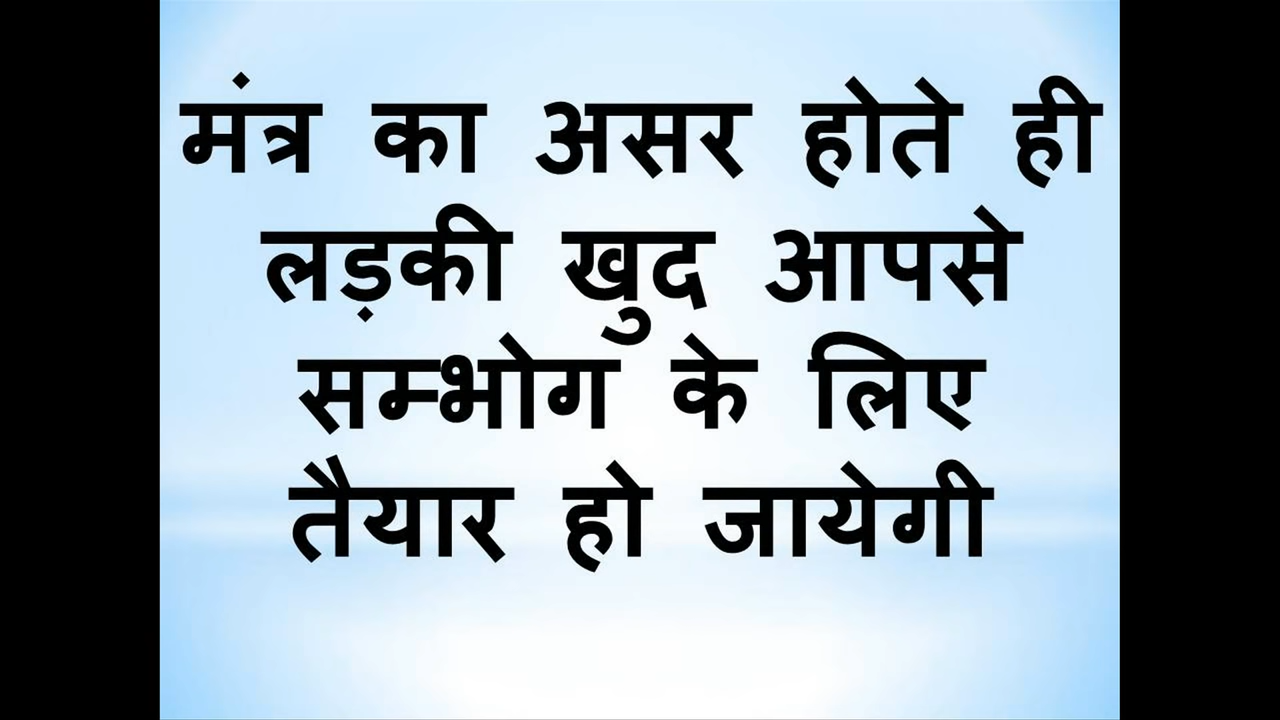 मंत्र का असर होते ही
लड़की खुद आपसे
सम्भोग के लिए
तैयार हो जायेगी